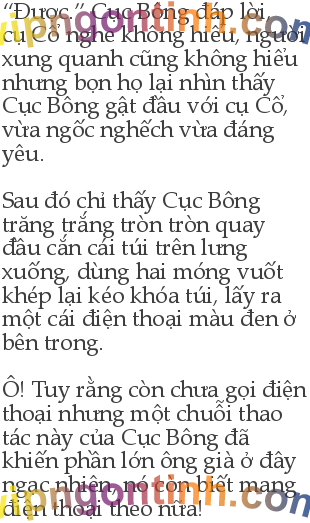 “Được.” Cục Bông đáp lời,
cụ Cổ nghe không hiểu, người
xung quanh cũng không hiểu
nhưng bọn họ lại nhìn thấy
Cục Bông gật đầu với cụ Cổ,
vừa ngốc nghếch vừa đáng
yêu.

Sau đó chỉ thấy Cục Bông
trăng trắng tròn tròn quay
đầu cắn cái túi trên lưng
xuống, dùng hai móng vuốt
khép lại kéo khóa túi, lấy ra
một cái điện thoại màu đen ở
bên trong.

Ô! Tuy rằng còn chưa gọi điện
thoại nhưng một chuỗi thao
tác này của Cục Bông đã
khiến phần lớn ông già ở đây
ngạc nhiên, nó còn biết mang
điện thoại theo nữa!